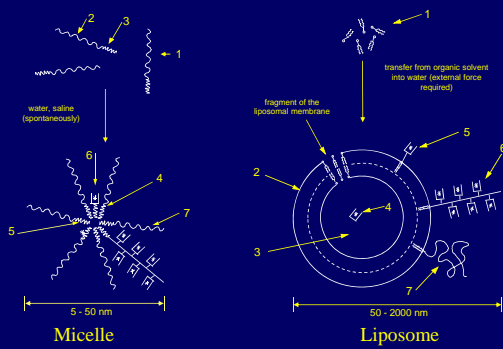 2
3
1
water, saline
(spontaneously)
6
4
5
7
5 - 50 nm
Micelle
1
transfer from organic solvent
into water (external force
required)
fragment of the
liposomal membrane
5
6
2
4
3
7
50 - 2000 nm
Liposome